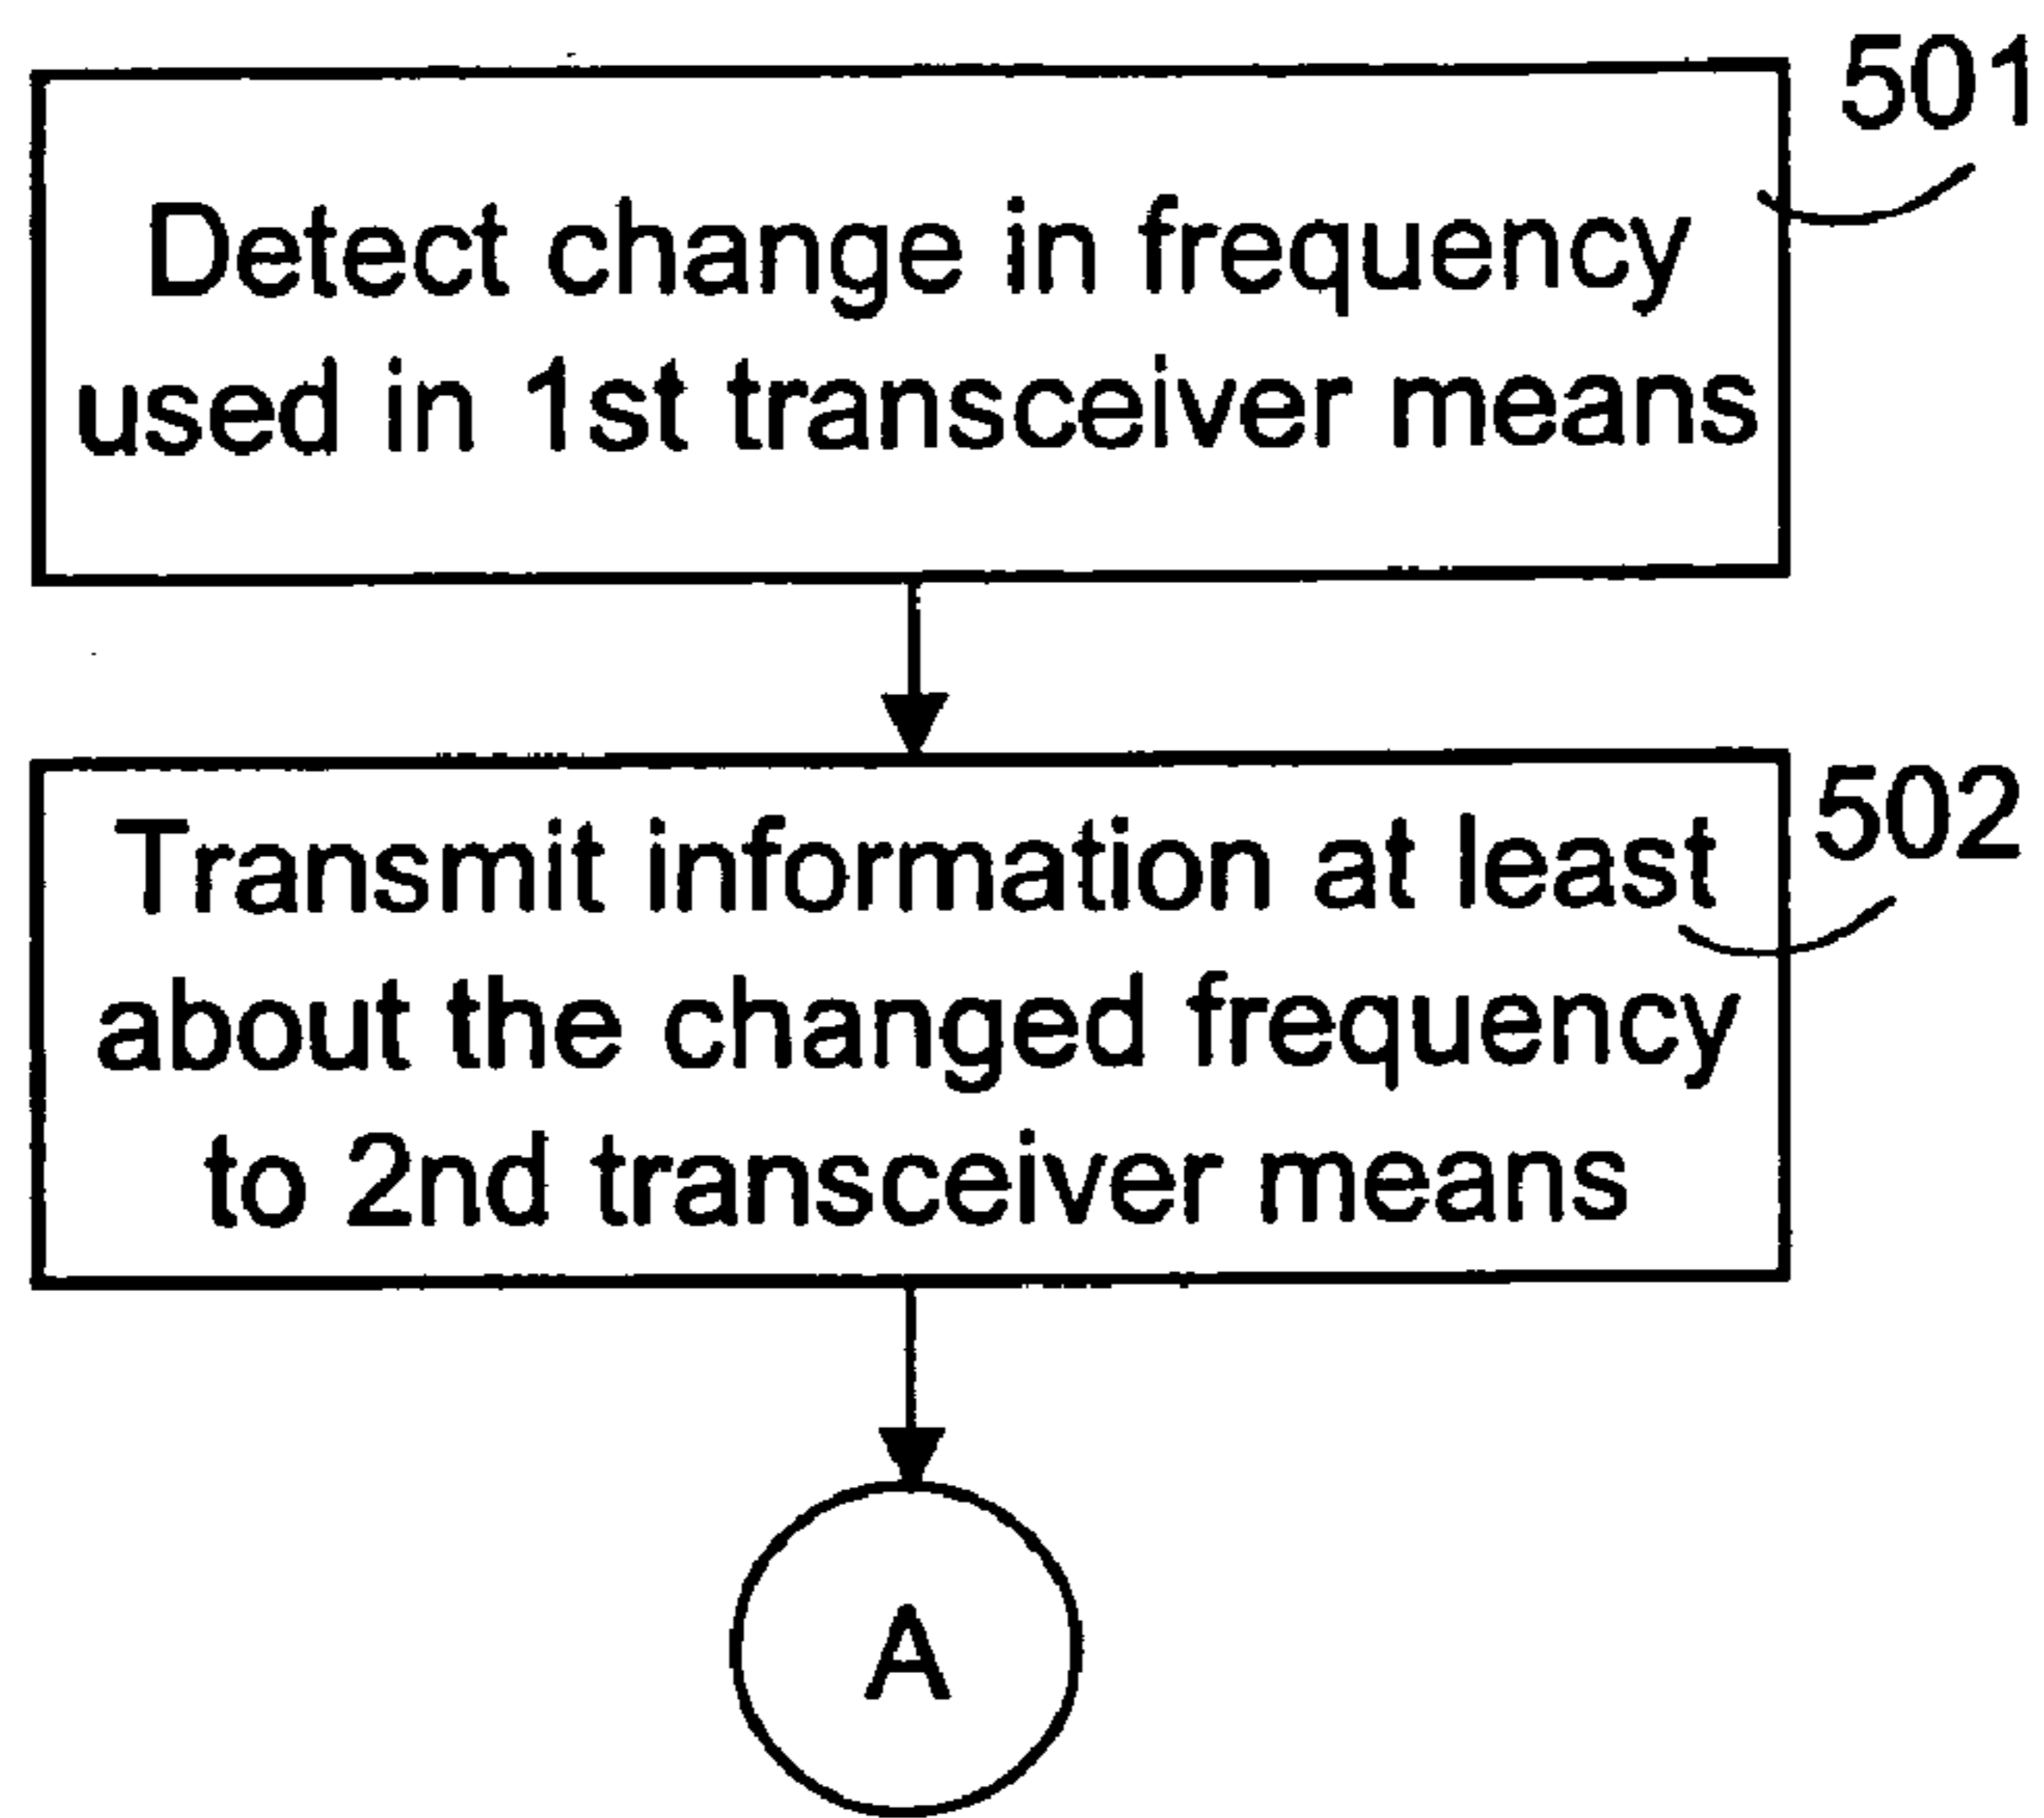 501
Detect change in frequency
used in 1st transceiver means
502
Transmit information at least
about the changed frequency
to 2nd transceiver means
A